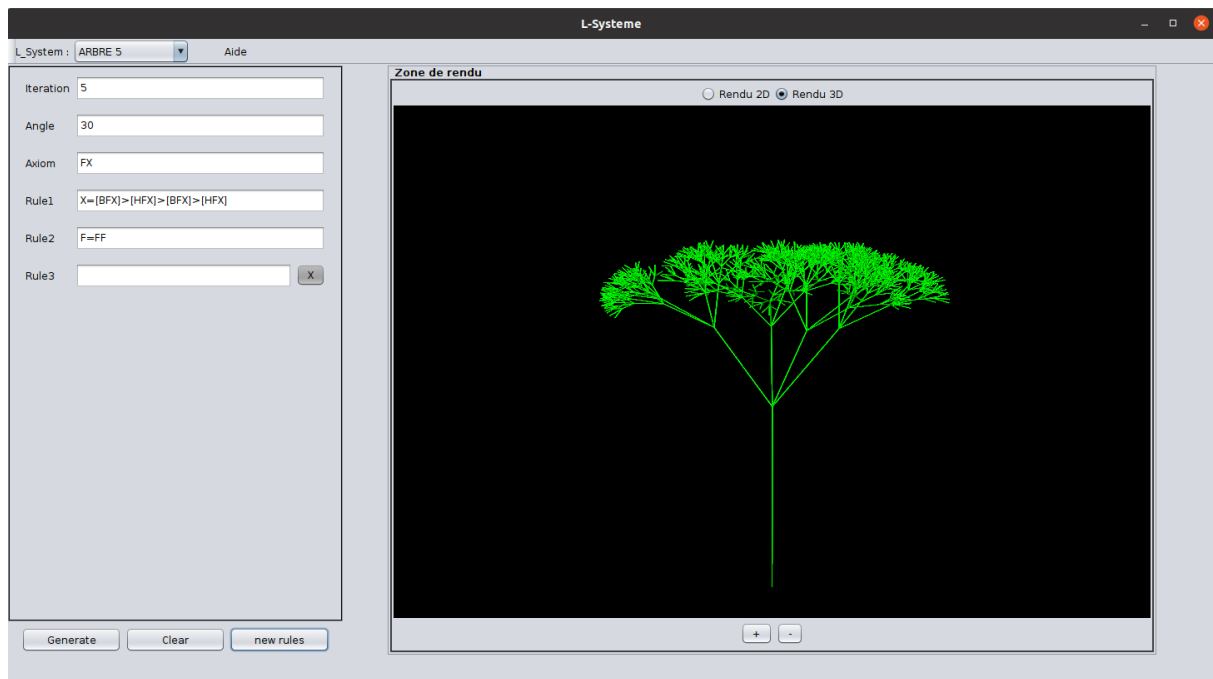 L-Systeme
L_System : ARBRE 5 Aide
Zone de rendu
Rendu 2D Rendu 3D
Iteration 5
Angle 30
Axiom FX
Rule1 X=[BFX]>[HFX]>[BFX]>[HFX]
Rule2 F=FF
Rule3 X
Generate Clear new rules
+ -